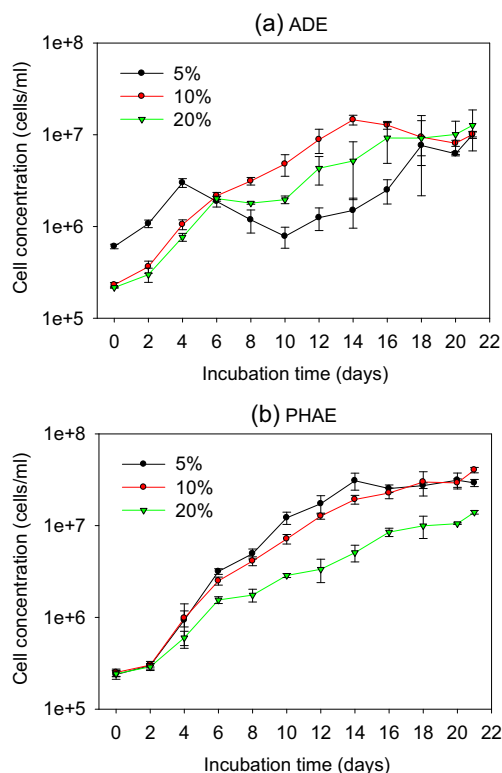 (a) ADE
Cell concentration (cells/ml)
1e+8
1e+7
1e+6
1e+5
5%
10%
20%
0 2 4 6 8 10 12 14 16 18 20 22
Incubation time (days)
(b) PHAE
Cell concentration (cells/ml)
1e+8
1e+7
1e+6
1e+5
5%
10%
20%
0 2 4 6 8 10 12 14 16 18 20 22
Incubation time (days)